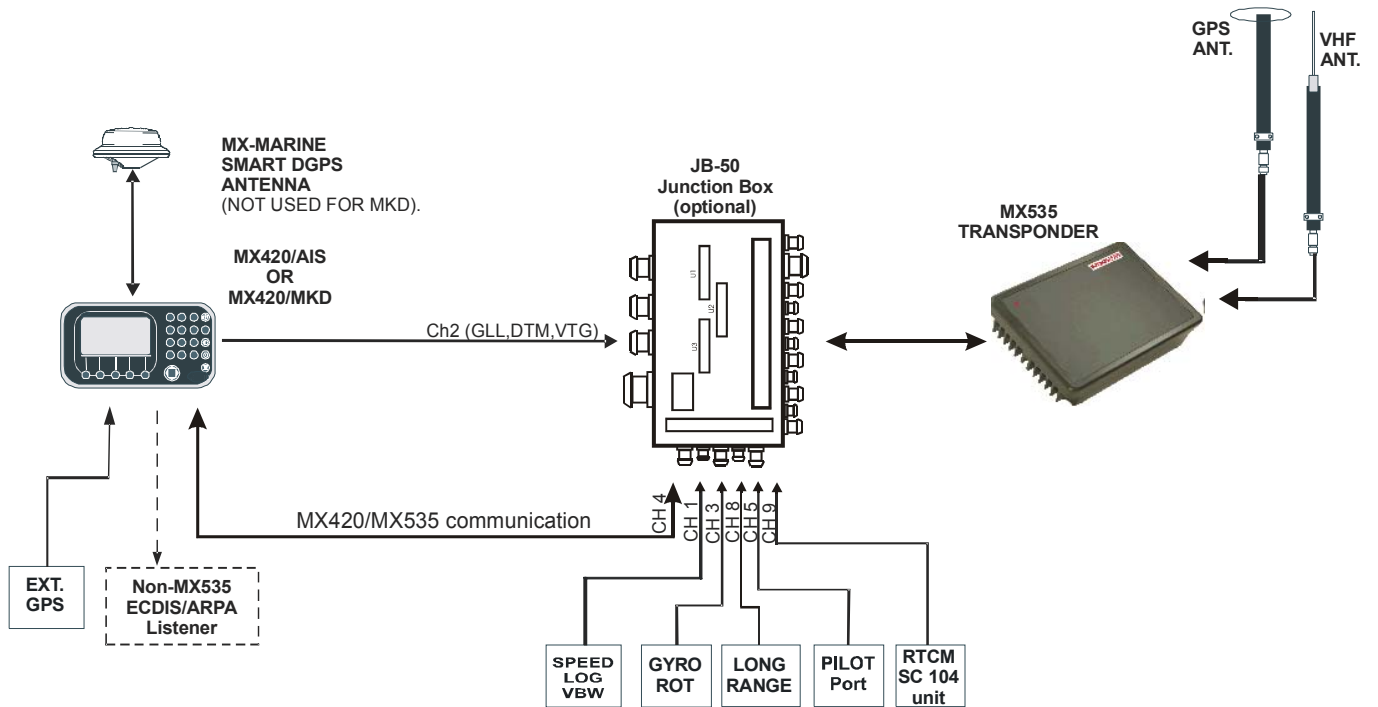 GPS
ANT.
VHF
ANT.
MX-MARINE
SMART DGPS
ANTENNA
(NOT USED FOR MKD).
JB-50
Junction Box
(optional)
MX535
TRANSPONDER
MX420/AIS
OR
MX420/MKD
U1
U2
U3
Ch2 (GLL,DTM,VTG)
MX420/MX535 communication
CH 4
CH 1
CH 3
CH 8
CH 5
CH 9
EXT.
GPS
Non-MX535
ECDIS/ARPA
Listener
SPEED
LOG
VBW
GYRO
ROT
LONG
RANGE
PILOT
Port
RTCM
SC 104
unit